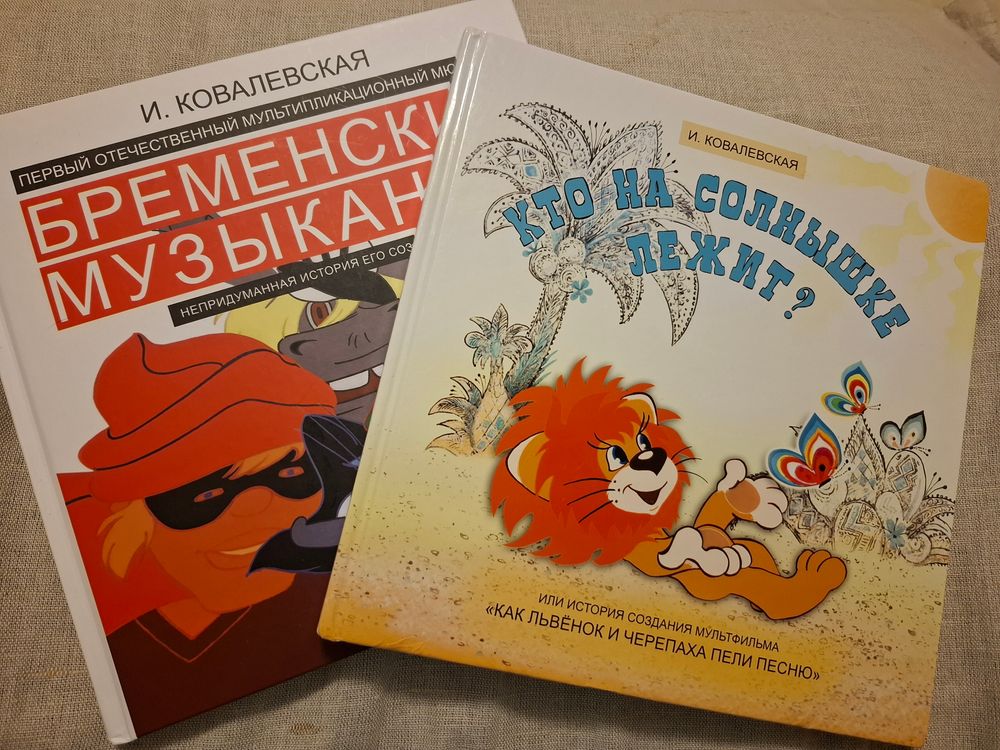 И. КОВАЛЕВСКАЯ
ПЕРВЫЙ ОТЕЧЕСТВЕННЫЙ МУЛЬТИПЛИКАЦИОННЫЙ
БРЕМЕНСКИ
МУЗЫКАН
НЕПРИДУМАННАЯ ИСТОРИЯ ЕГО
И. КОВАЛЕВСКАЯ
КТО НА СОЛНЫШКЕ
ЛЕЖИТ?
ИЛИ ИСТОРИЯ СОЗДАНИЯ МУЛЬТФИЛЬМА
«КАК ЛЬВЁНОК И ЧЕРЕПАХА ПЕЛИ ПЕСНЮ»